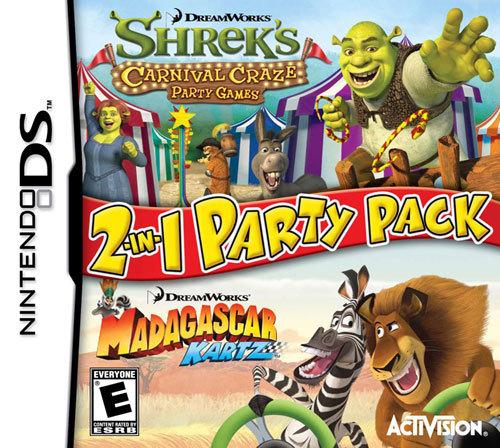 DREAMWORKS
SHREK'S
CARNIVAL CRAZE
PARTY GAMES
NINTENDO DS™
2-IN-1 PARTY PACK
DREAMWORKS
MADAGASCAR
KARTZ
EVERYONE
E
CONTENT RATED BY
ESRB
ACTIVISION